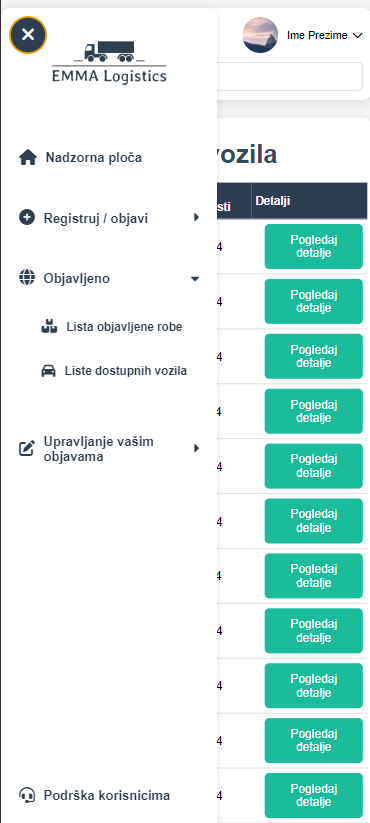 Ime Prezime
EMMA Logistics
Nadzorna ploča
vozila
sti
Detalji
Registruj / objavi
Objavljeno
Lista objavljene robe
Liste dostupnih vozila
Upravljanje vašim
objavama
Podrška korisnicima
4
Pogledaj
detalje
4
Pogledaj
detalje
4
Pogledaj
detalje
4
Pogledaj
detalje
4
Pogledaj
detalje
4
Pogledaj
detalje
4
Pogledaj
detalje
4
Pogledaj
detalje
4
Pogledaj
detalje
4
Pogledaj
detalje
4
Pogledaj
detalje